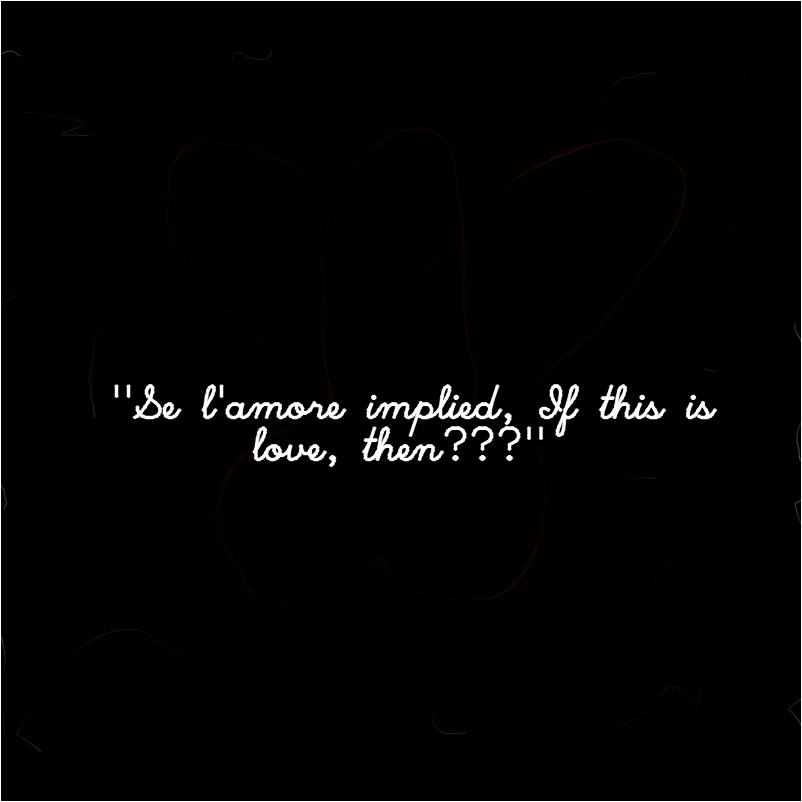 "Se l'amore implied, If this is
love, then???"